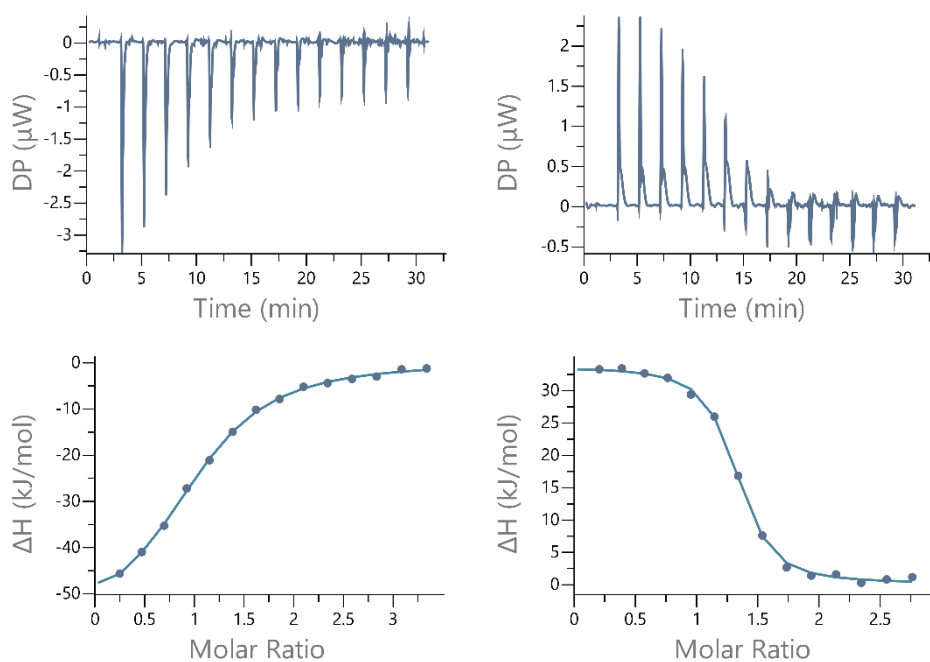 0
-0.5
-1
-1.5
-2
-2.5
-3
DP (µW)
0 5 10 15 20 25 30
Time (min)
2
1.5
1
0.5
0
-0.5
DP (µW)
0 5 10 15 20 25 30
Time (min)
0
-10
-20
-30
-40
-50
ΔH (kJ/mol)
0 0.5 1 1.5 2 2.5 3
Molar Ratio
30
25
20
15
10
5
0
ΔH (kJ/mol)
0 0.5 1 1.5 2 2.5
Molar Ratio